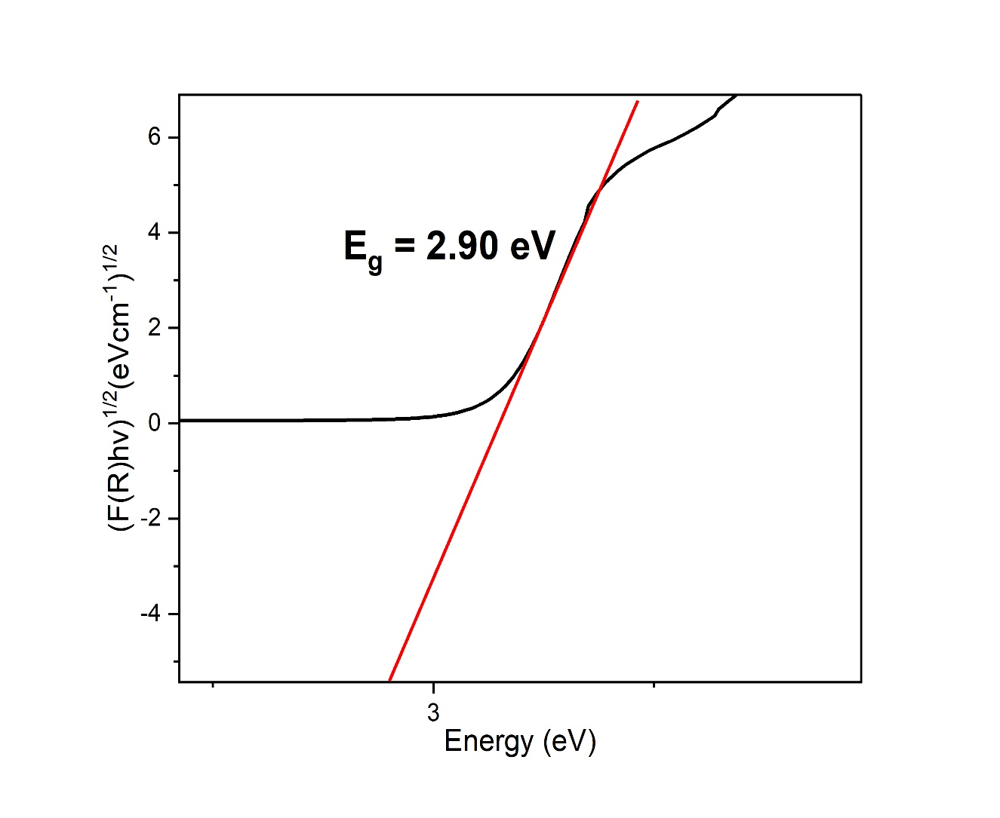 6
4
2
0
-2
-4
(F(R)hv)1/2(eVcm-1)1/2
Eg = 2.90 eV
3
Energy (eV)